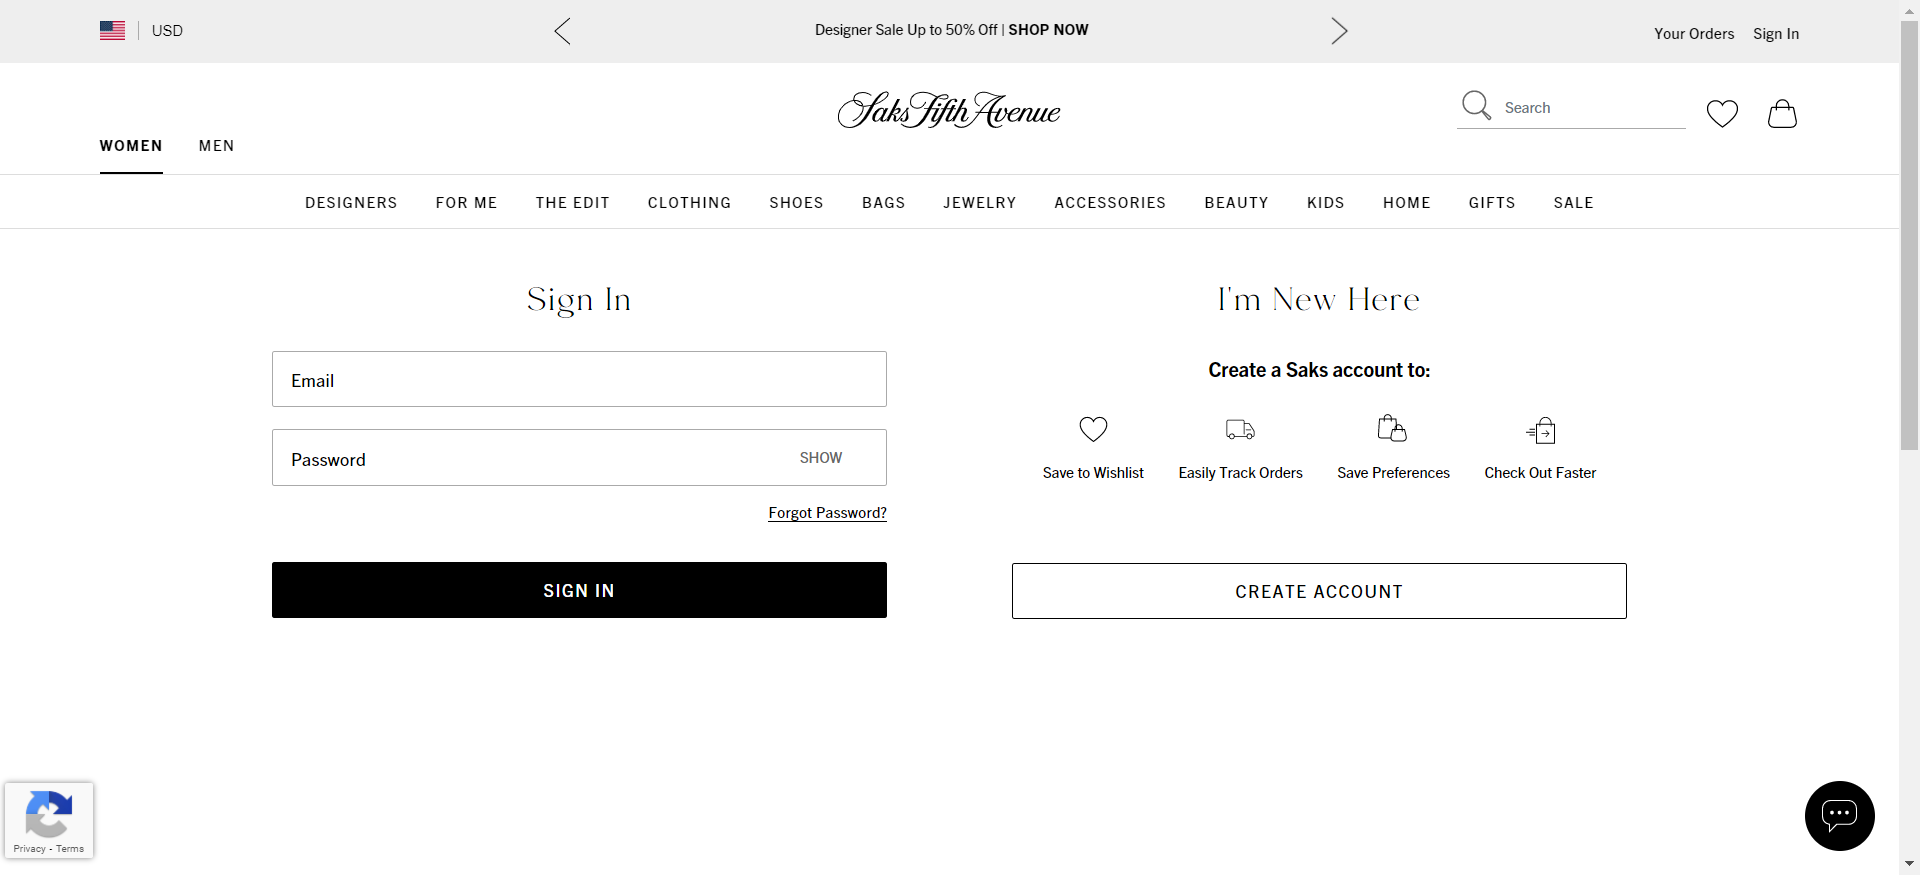 USD
Designer Sale Up to 50% Off | SHOP NOW
Your Orders
Sign In
Saks Fifth Avenue
Search
WOMEN
MEN
DESIGNERS
FOR ME
THE EDIT
CLOTHING
SHOES
BAGS
JEWELRY
ACCESSORIES
BEAUTY
KIDS
HOME
GIFTS
SALE
Sign In
Email
Password
SHOW
Forgot Password?
SIGN IN
I'm New Here
Create a Saks account to:
Save to Wishlist
Easily Track Orders
Save Preferences
Check Out Faster
CREATE ACCOUNT
Privacy - Terms